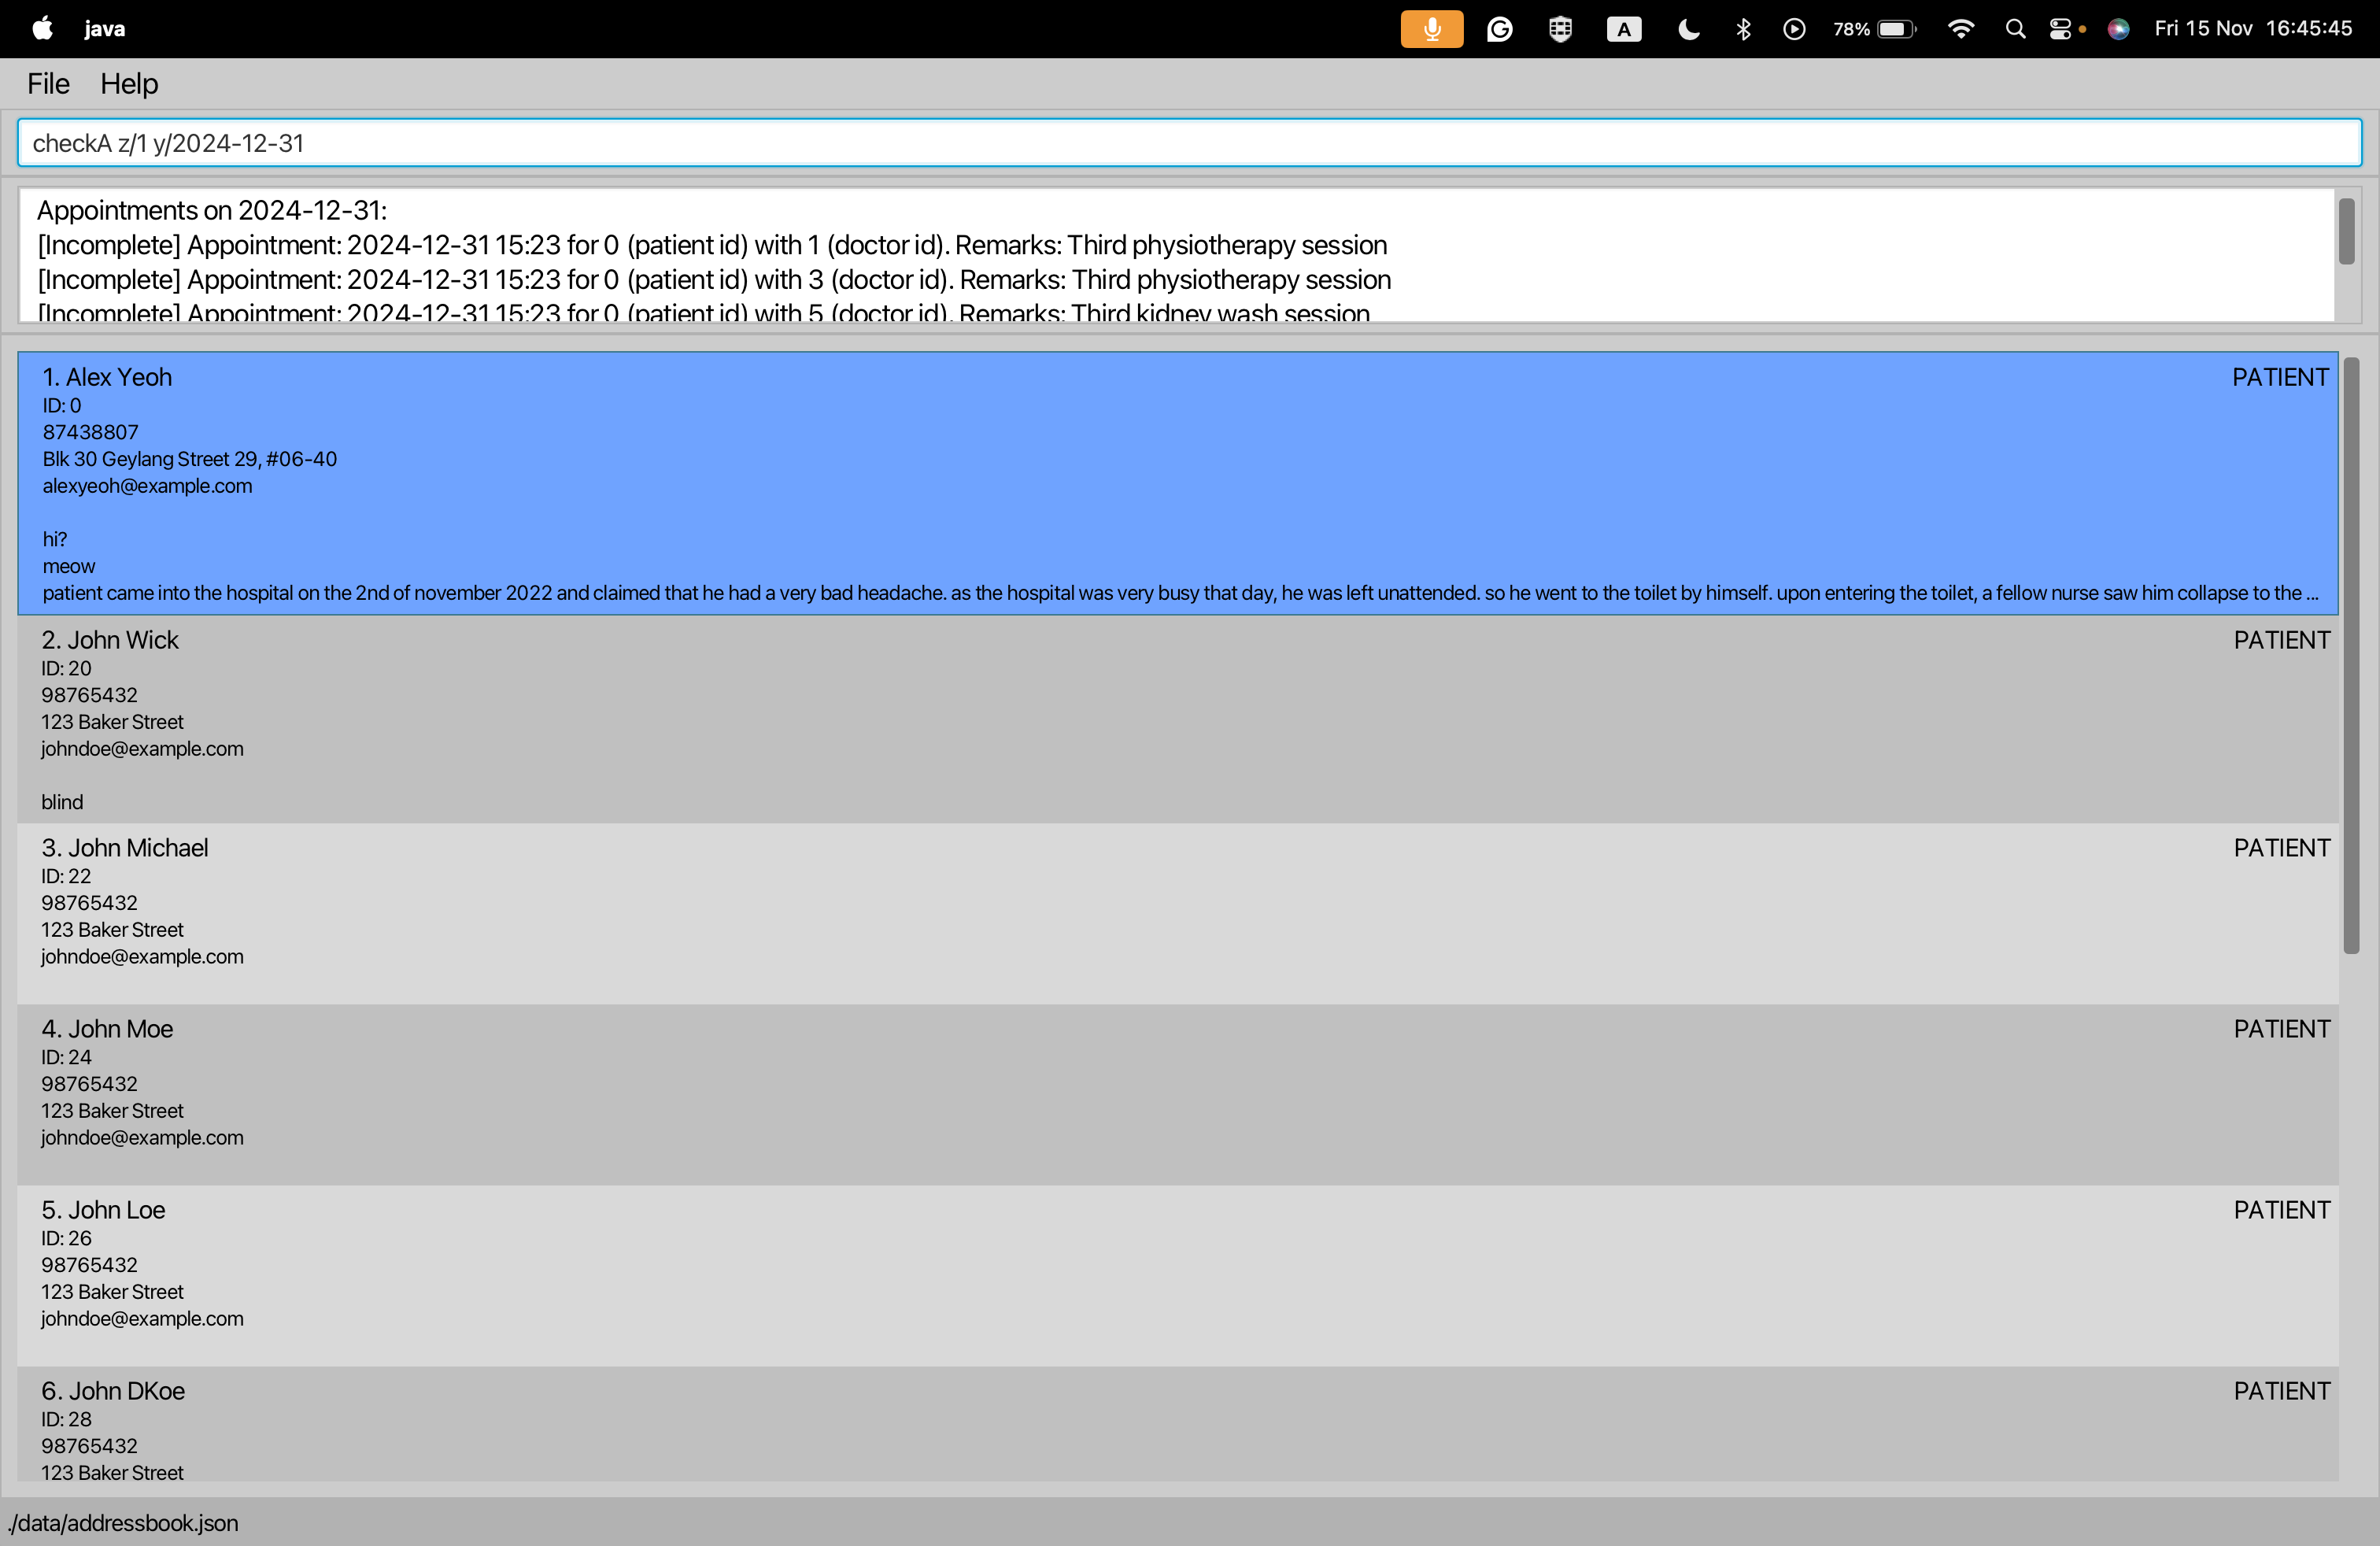 java
A
78%
Fri 15 Nov 16:45:45
File Help
checkA z/1 y/2024-12-31
Appointments on 2024-12-31:
[Incomplete] Appointment: 2024-12-31 15:23 for 0 (patient id) with 1 (doctor id). Remarks: Third physiotherapy session
[Incomplete] Appointment: 2024-12-31 15:23 for 0 (patient id) with 3 (doctor id). Remarks: Third physiotherapy session
[Incomplete] Appointment: 2024-12-31 15:23 for 0 (patient id) with 5 (doctor id). Remarks: Third kidney wash session
1. Alex Yeoh PATIENT
ID: 0
87438807
Blk 30 Geylang Street 29, #06-40
alexyeoh@example.com
hi?
meow
patient came into the hospital on the 2nd of november 2022 and claimed that he had a very bad headache. as the hospital was very busy that day, he was left unattended. so he went to the toilet by himself. upon entering the toilet, a fellow nurse saw him collapse to the ...
2. John Wick PATIENT
ID: 20
98765432
123 Baker Street
johndoe@example.com
blind
3. John Michael PATIENT
ID: 22
98765432
123 Baker Street
johndoe@example.com
4. John Moe PATIENT
ID: 24
98765432
123 Baker Street
johndoe@example.com
5. John Loe PATIENT
ID: 26
98765432
123 Baker Street
johndoe@example.com
6. John DKoe PATIENT
ID: 28
98765432
123 Baker Street
./data/addressbook.json